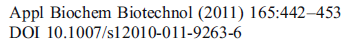 Appl Biochem Biotechnol (2011) 165:442–453
DOI 10.1007/s12010-011-9263-6